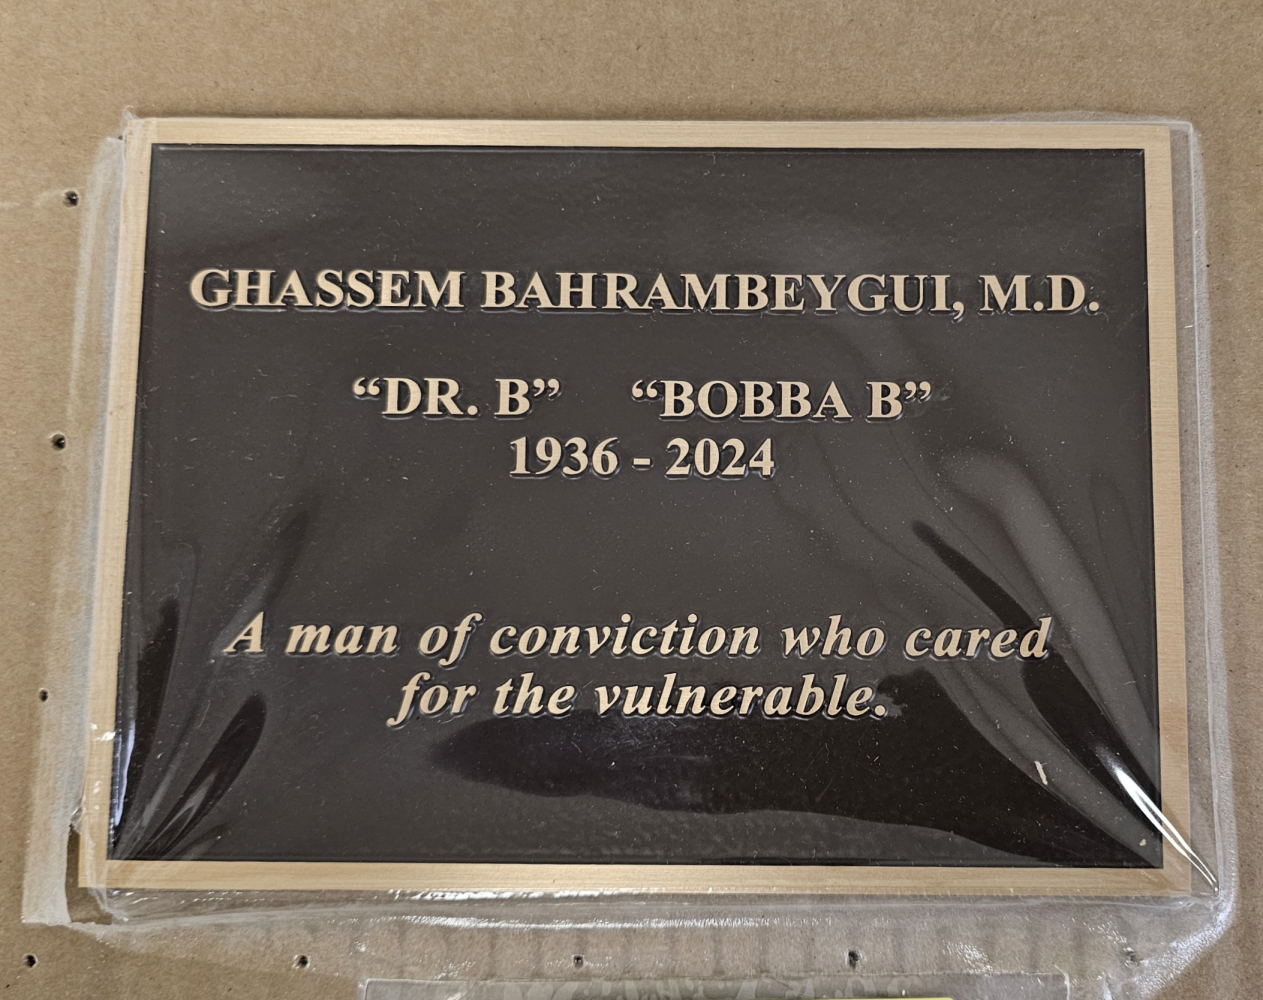 GHASSEM BAHRAMBEYGUI, M.D.
“DR. B” “BOBBA B”
1936 - 2024
A man of conviction who cared
for the vulnerable.